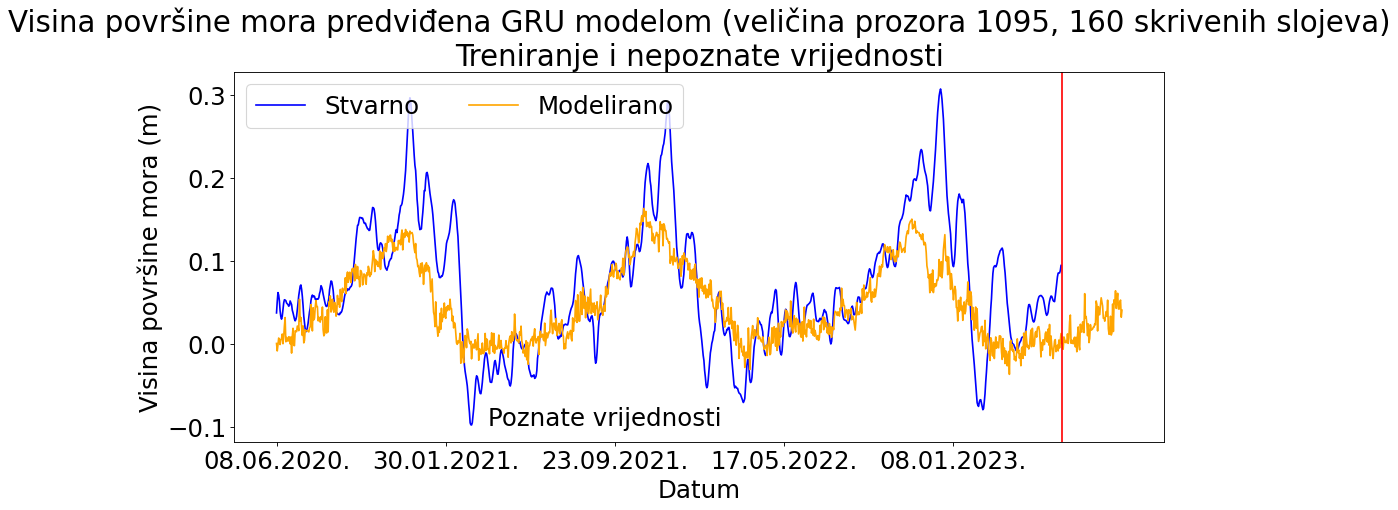 Visina površine mora predviđena GRU modelom (veličina prozora 1095, 160 skrivenih slojeva)
Treniranje i nepoznate vrijednosti
Stvarno
Modelirano
Visina površine mora (m)
0.3
0.2
0.1
0.0
−0.1
Poznate vrijednosti
08.06.2020.
30.01.2021.
23.09.2021.
17.05.2022.
08.01.2023.
Datum